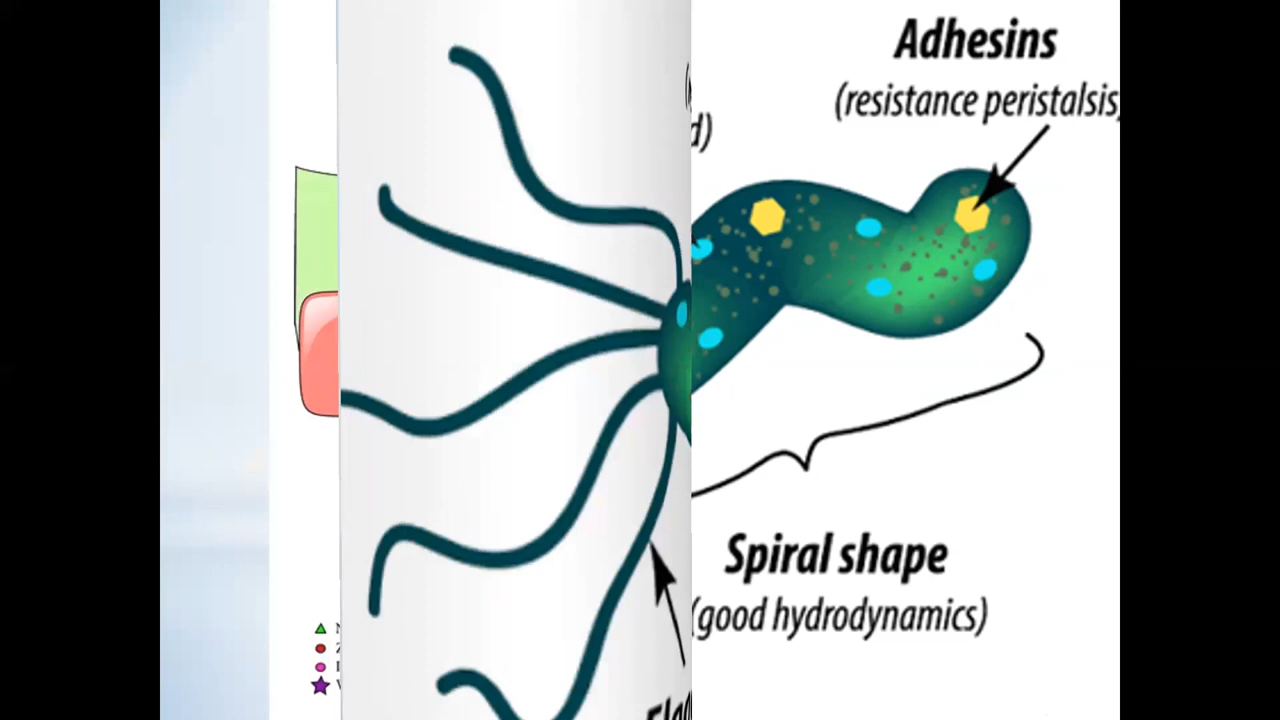 Adhesins
(resistance peristalsis
d)
Spiral shape
(good hydrodynamics)